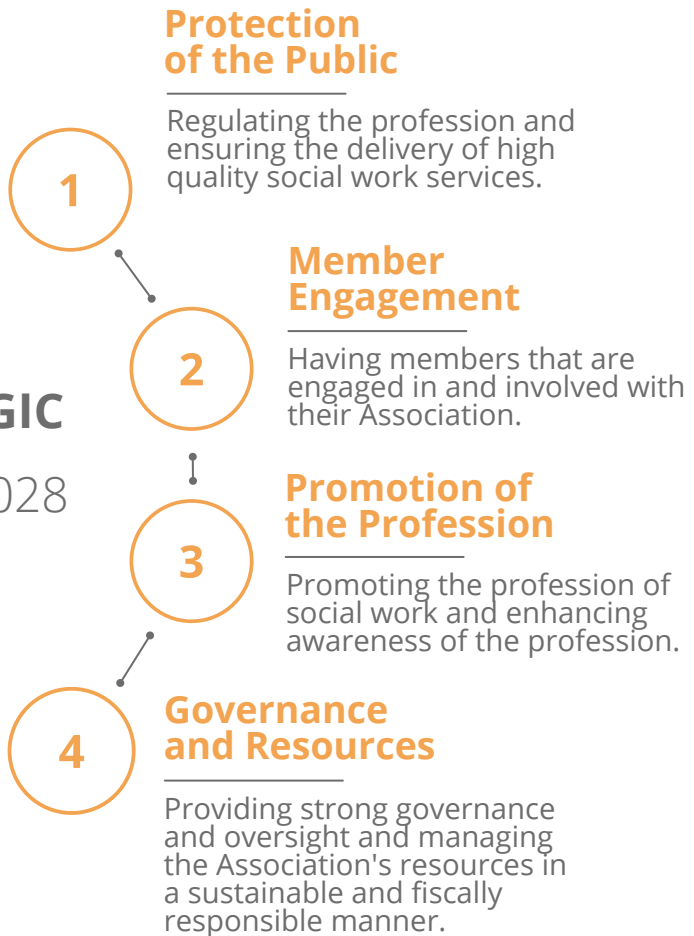 Protection
of the Public
Regulating the profession and
ensuring the delivery of high
quality social work services.
1
Member
Engagement
Having members that are
engaged in and involved with
their Association.
2
GIC
028
Promotion of
the Profession
Promoting the profession of
social work and enhancing
awareness of the profession.
3
Governance
and Resources
Providing strong governance
and oversight and managing
the Association's resources in
a sustainable and fiscally
responsible manner.
4